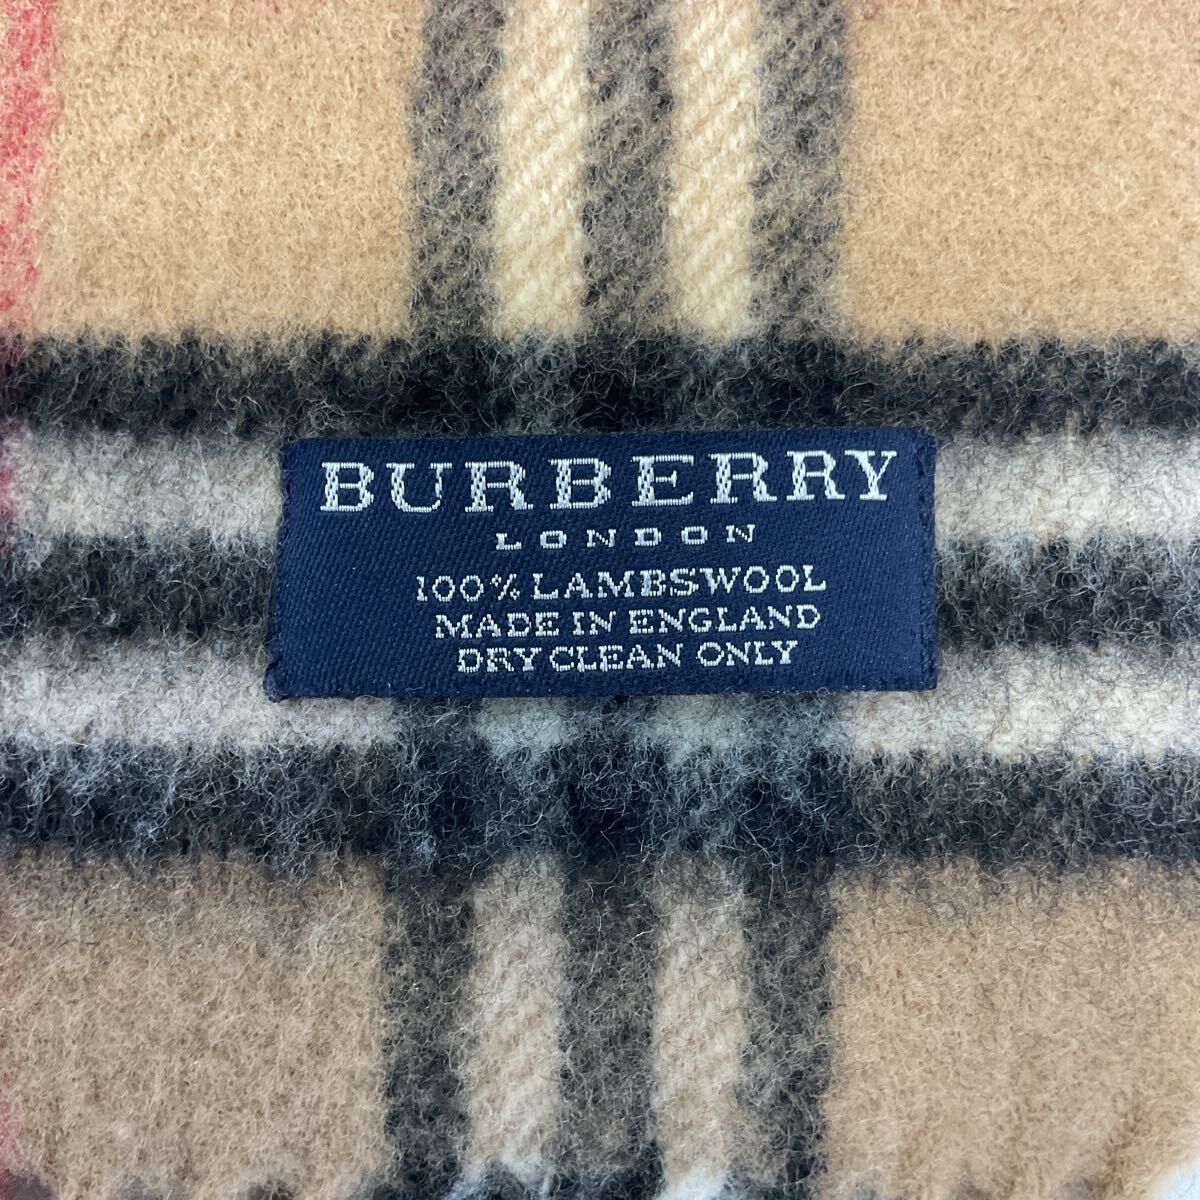 BURBERRY
LONDON
100% LAMBSWOOL
MADE IN ENGLAND
DRY CLEAN ONLY